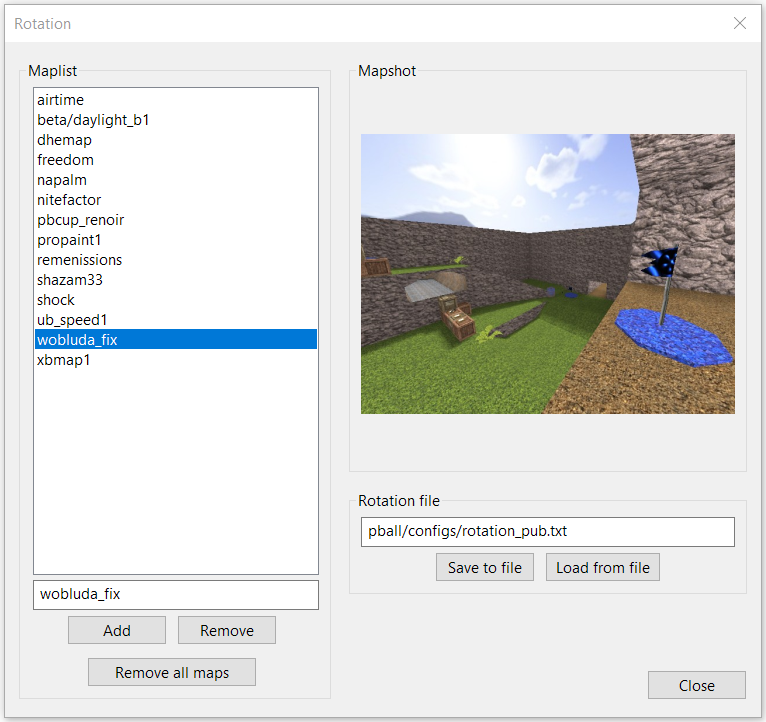 Rotation
Maplist
airtime
beta/daylight_b1
dhemap
freedom
napalm
nitefactor
pbcup_renoir
propaint1
remenissions
shazam33
shock
ub_speed1
wobluda_fix
xbmap1
wobluda_fix
Add Remove
Remove all maps
Mapshot
Rotation file
pball/configs/rotation_pub.txt
Save to file Load from file
Close